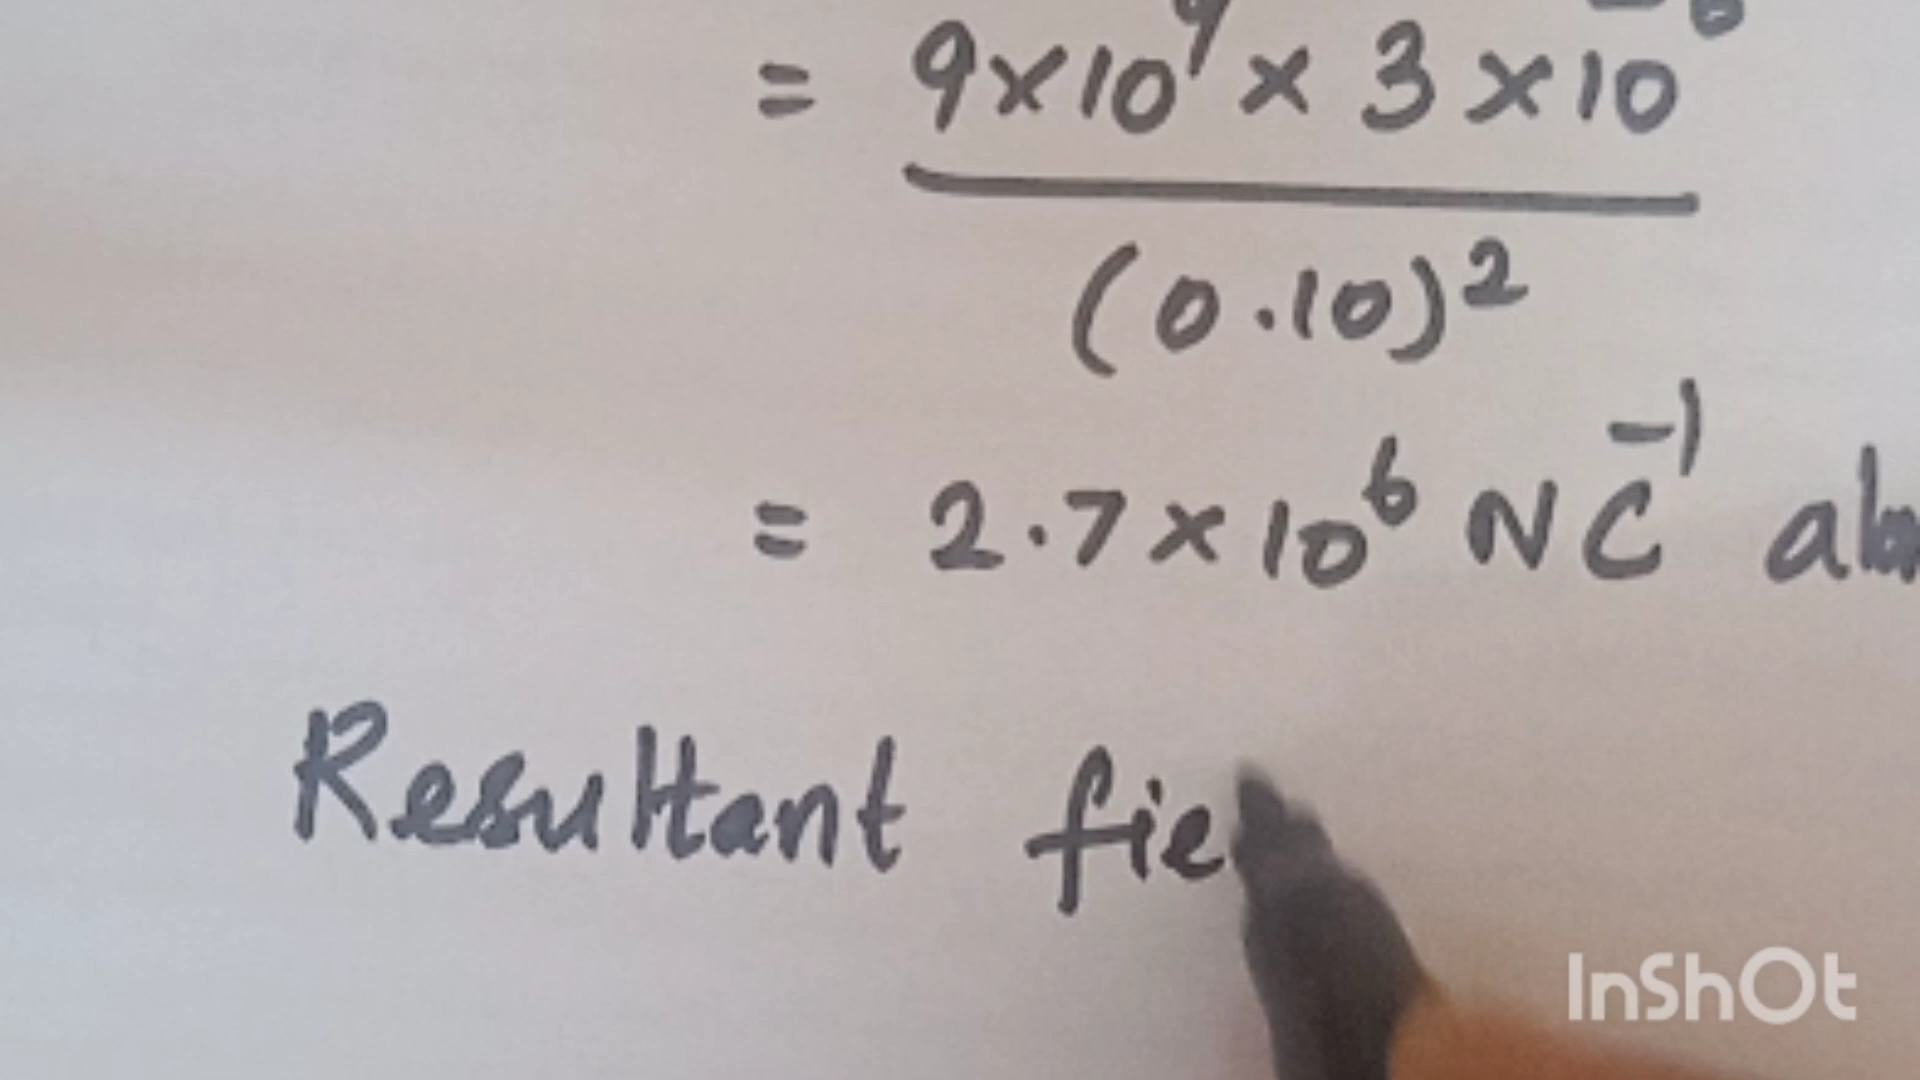 = 9×10⁹ × 3 ×10⁻⁶
(0.10)²
= 2.7×10⁶ NC⁻¹
Resultant fie
InShOt